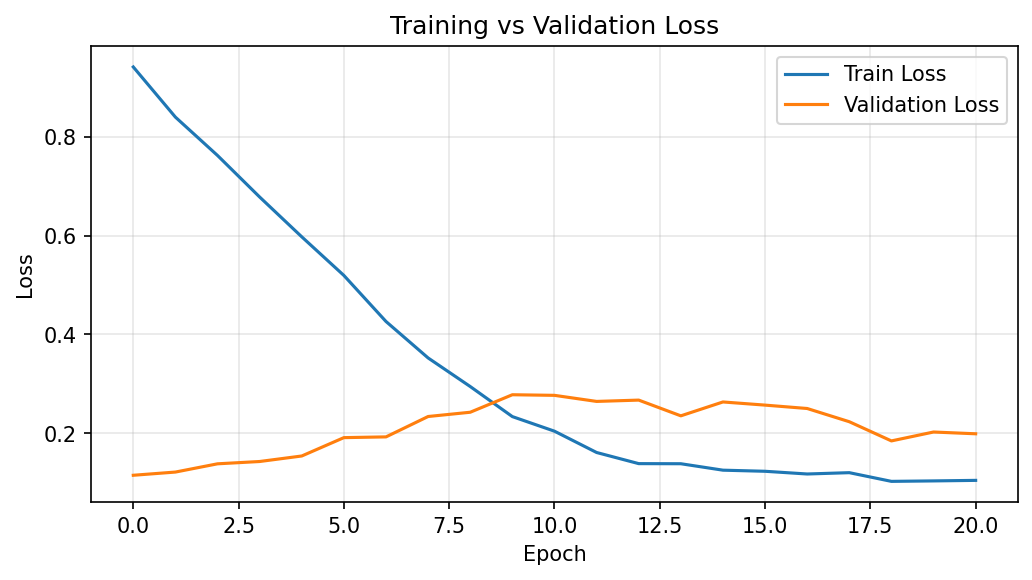 Training vs Validation Loss
Train Loss
Validation Loss
Loss
0.8
0.6
0.4
0.2
0.0 2.5 5.0 7.5 10.0 12.5 15.0 17.5 20.0
Epoch